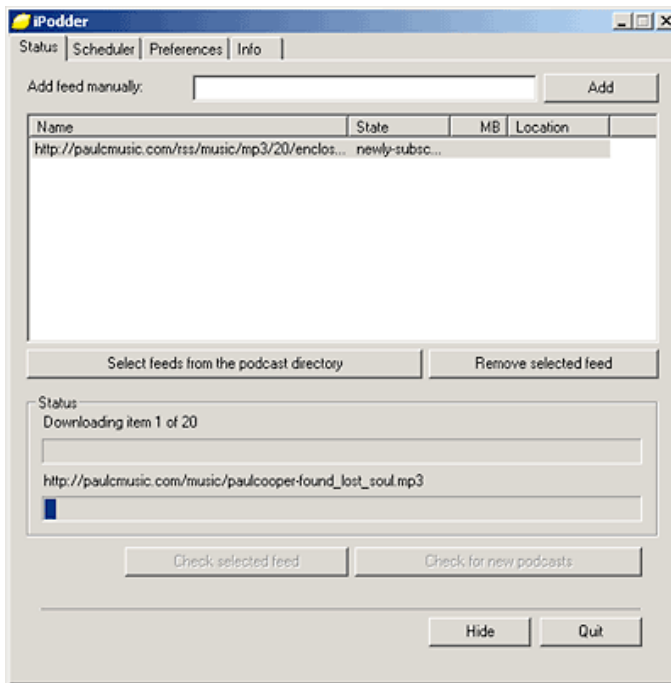 iPodder
Status Scheduler Preferences Info
Add feed manually: Add
Name State MB Location
http://paulcmusic.com/rss/music/mp3/20/enclos... newly-subsc...
Select feeds from the podcast directory Remove selected feed
Status
Downloading item 1 of 20
http://paulcmusic.com/music/paulcooper-found_lost_soul.mp3
Check selected feed Check for new podcasts
Hide Quit